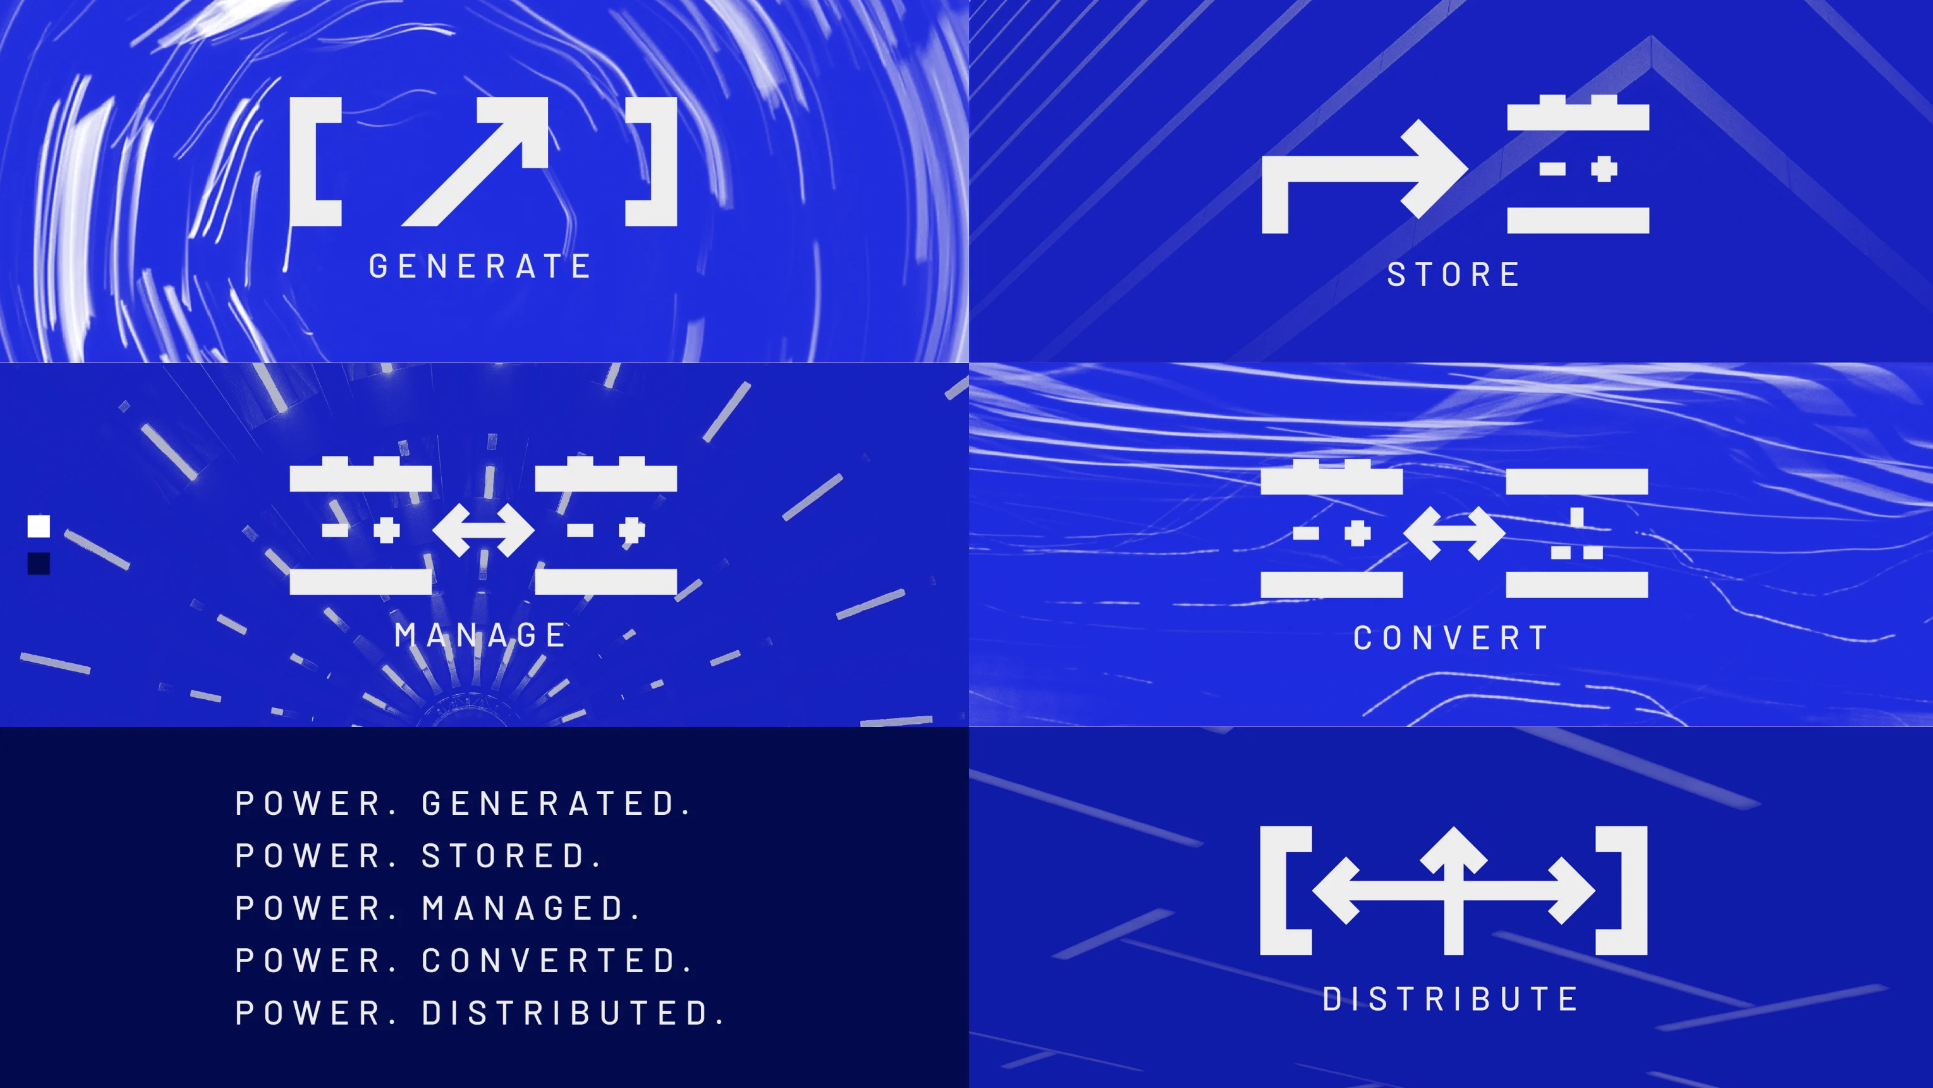 GENERATE
STORE
MANAGE
CONVERT
POWER. GENERATED.
POWER. STORED.
POWER. MANAGED.
POWER. CONVERTED.
POWER. DISTRIBUTED.
DISTRIBUTE